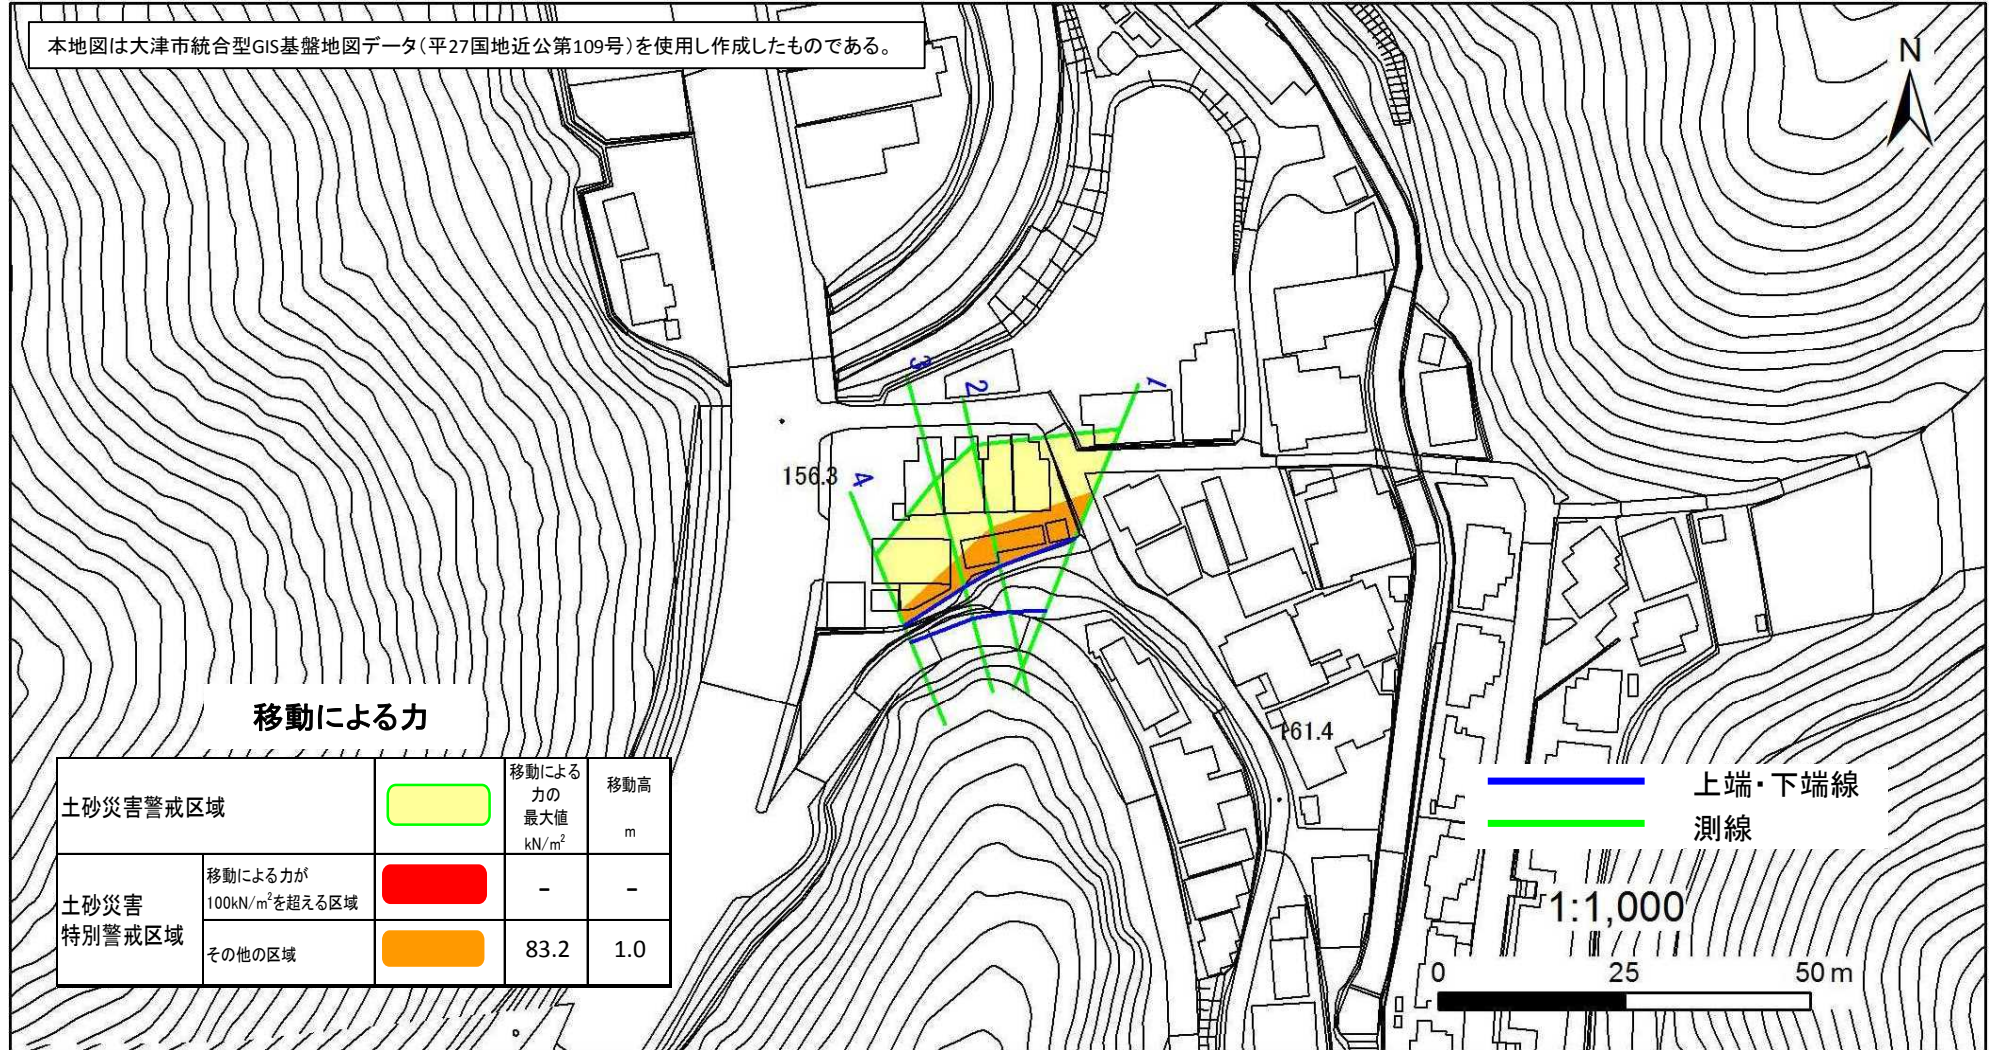 本地図は大津市統合型GIS基盤地図データ(平27国地近公第109号)を使用し作成したものである。
N
3
2
1
156.3
4
移動による力
161.4
移動による
力の
最大値
kN/m²
移動高
m
土砂災害警戒区域
土砂災害
特別警戒区域
移動による力が
100kN/m²を超える区域
-
-
その他の区域
83.2
1.0
上端・下端線
測線
1:1,000
0
25
50m